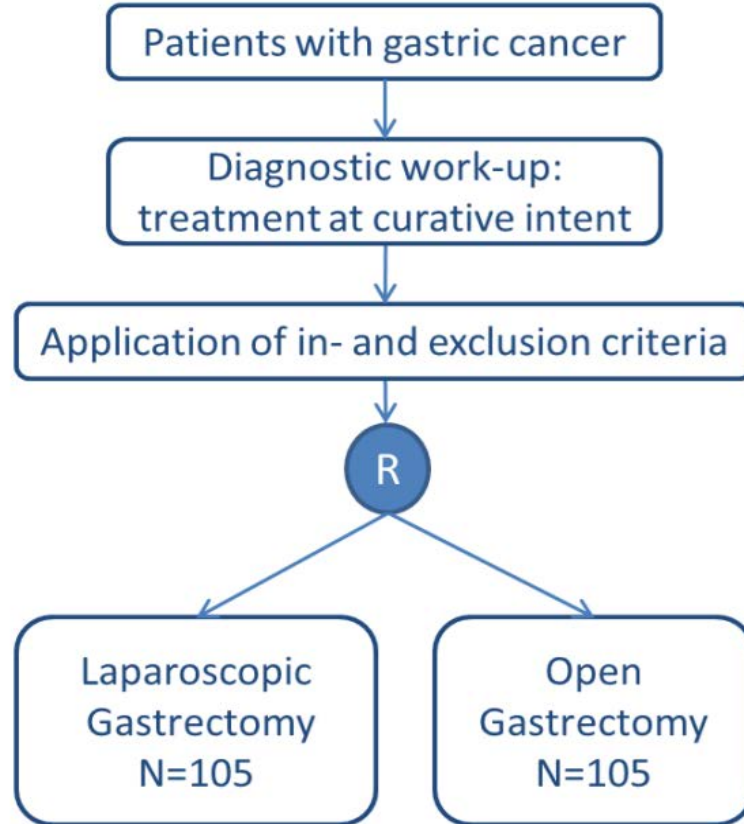 Patients with gastric cancer
Diagnostic work-up:
treatment at curative intent
Application of in- and exclusion criteria
R
Laparoscopic
Gastrectomy
N=105
Open
Gastrectomy
N=105